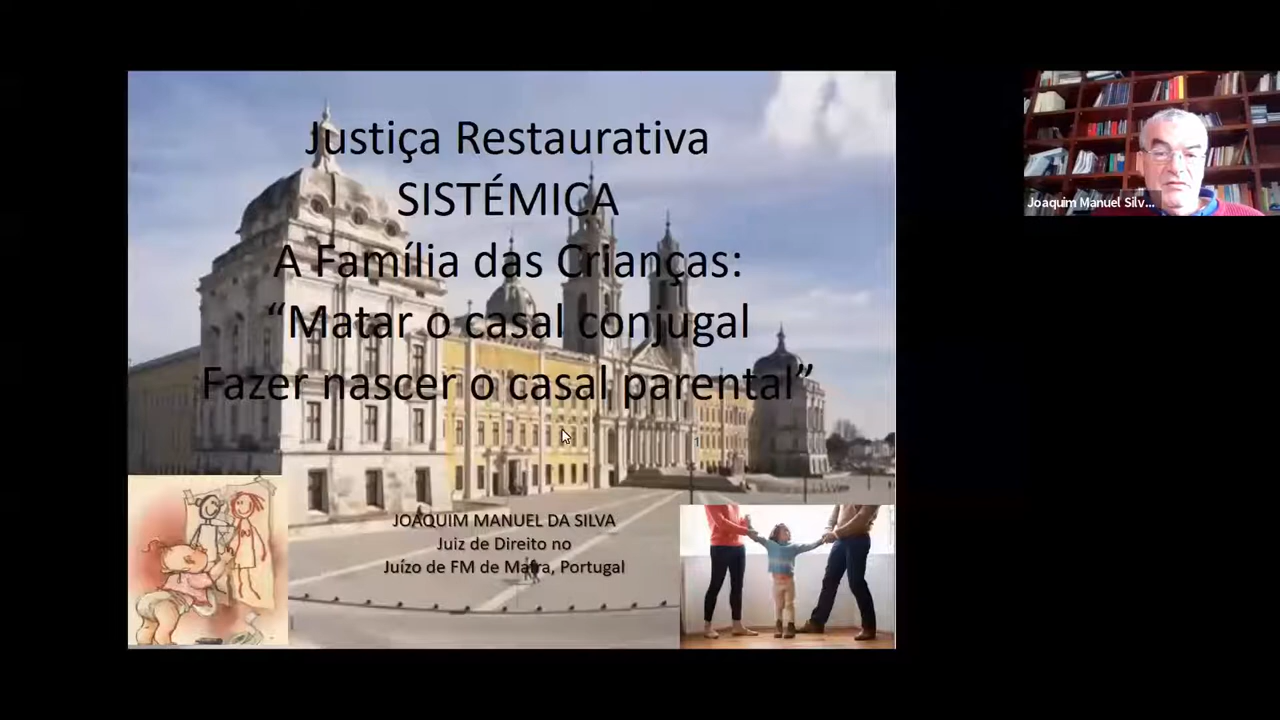 Justiça Restaurativa
SISTÉMICA
A Família das Crianças:
“Matar o casal conjugal
Fazer nascer o casal parental”
1
JOAQUIM MANUEL DA SILVA
Juiz de Direito no
Juízo de FM de Mafra, Portugal
Joaquim Manuel Silv...